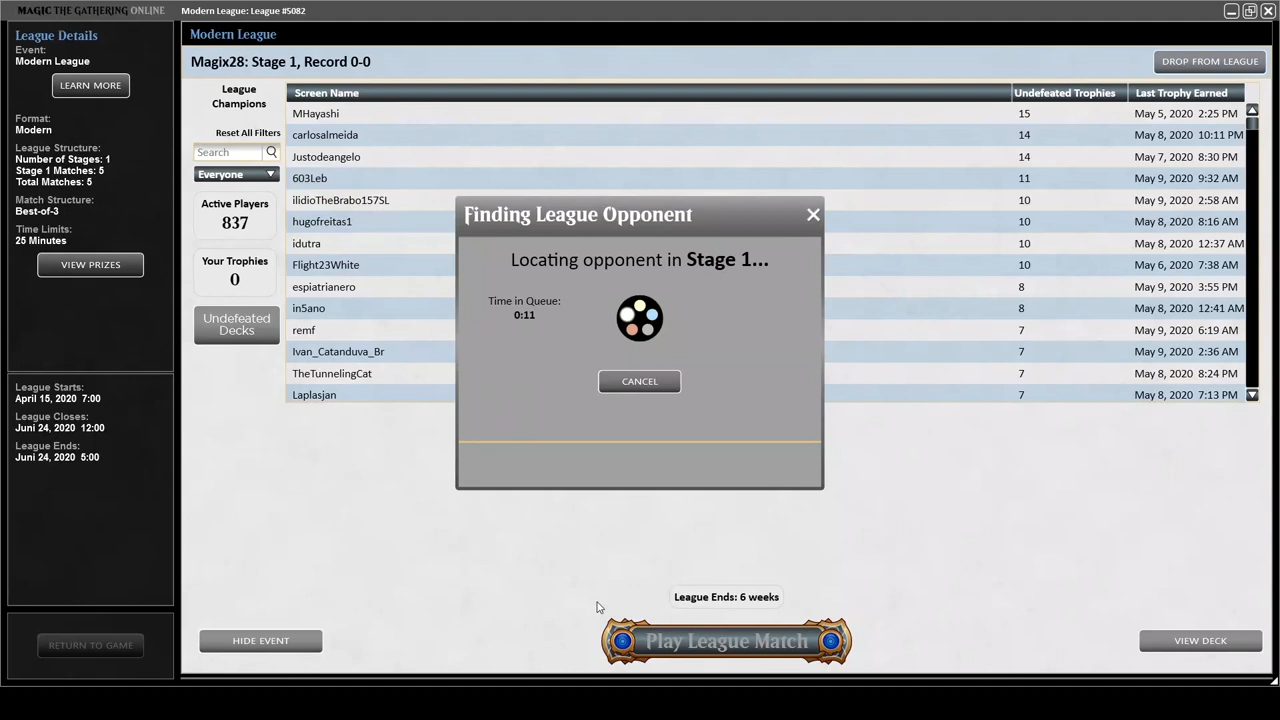 MAGIC THE GATHERING ONLINE
Modern League: League #5082
League Details
Event:
Modern League
LEARN MORE
Format:
Modern
League Structure:
Number of Stages: 1
Stage 1 Matches: 5
Total Matches: 5
Match Structure:
Best-of-3
Time Limits:
25 Minutes
VIEW PRIZES
League Starts:
April 15, 2020 7:00
League Closes:
Juni 24, 2020 12:00
League Ends:
Juni 24, 2020 5:00
RETURN TO GAME
Modern League
Magix28: Stage 1, Record 0-0
DROP FROM LEAGUE
League
Champions
Reset All Filters
Search
Everyone
Active Players
837
Your Trophies
0
Undefeated
Decks
Screen Name Undefeated Trophies Last Trophy Earned
MHayashi 15 May 5, 2020 2:25 PM
carlosalmeida 14 May 8, 2020 10:11 PM
Justodeangelo 14 May 7, 2020 8:30 PM
603Leb 11 May 9, 2020 9:32 AM
ilidioTheBrabo157SL 10 May 9, 2020 2:58 AM
hugofreitas1 10 May 8, 2020 8:16 AM
idutra 10 May 8, 2020 12:37 AM
Flight23White 10 May 6, 2020 7:38 AM
espiatrianero 8 May 9, 2020 3:55 PM
in5ano 8 May 8, 2020 12:41 AM
remf 7 May 9, 2020 6:19 AM
Ivan_Catanduva_Br 7 May 9, 2020 2:36 AM
TheTunnelingCat 7 May 8, 2020 8:24 PM
Laplasjan 7 May 8, 2020 7:13 PM
Finding League Opponent
Locating opponent in Stage 1...
Time in Queue:
0:11
CANCEL
League Ends: 6 weeks
HIDE EVENT
Play League Match
VIEW DECK